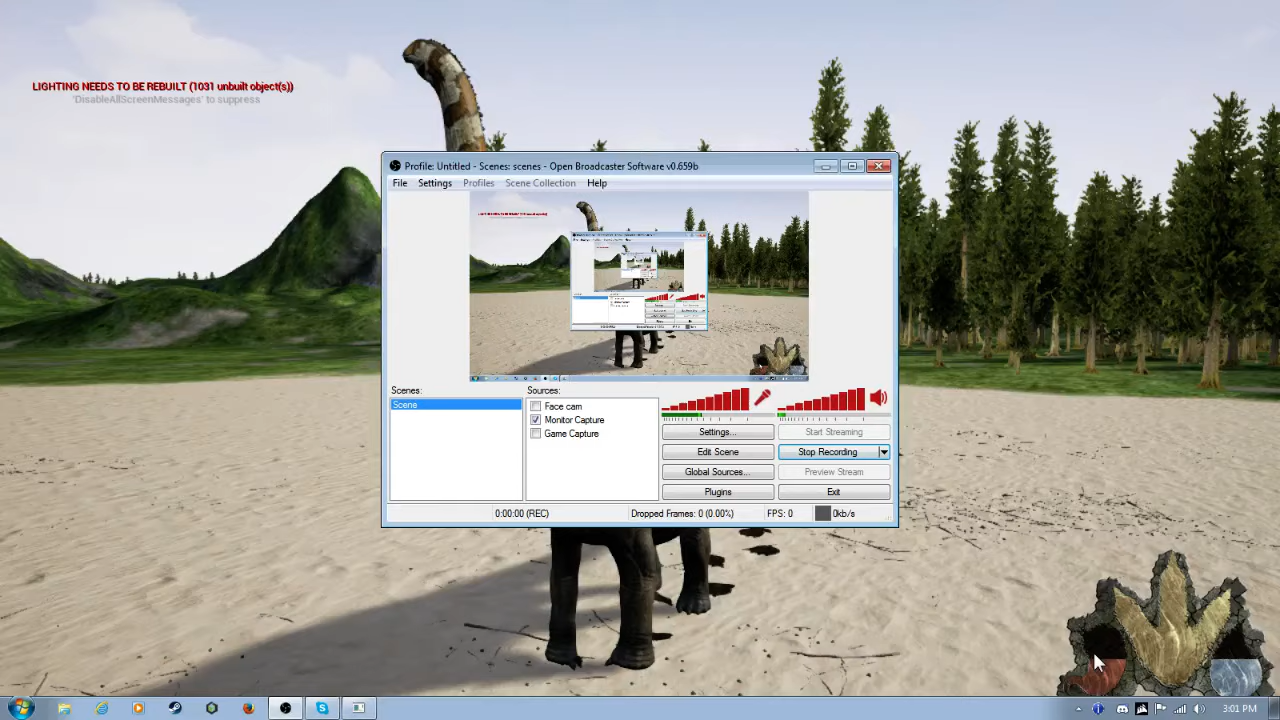 LIGHTING NEEDS TO BE REBUILT (1031 unbuilt object(s))
'DisableAllScreenMessages' to suppress
Profile: Untitled - Scenes: scenes - Open Broadcaster Software v0.659b
File Settings Profiles Scene Collection Help
Scenes:
Scene
Sources:
Face cam
Monitor Capture
Game Capture
Settings...
Start Streaming
Edit Scene
Stop Recording
Global Sources...
Preview Stream
Plugins
Exit
0:00:00 (REC)
Dropped Frames: 0 (0.00%)
FPS: 0
0kb/s
3:01 PM